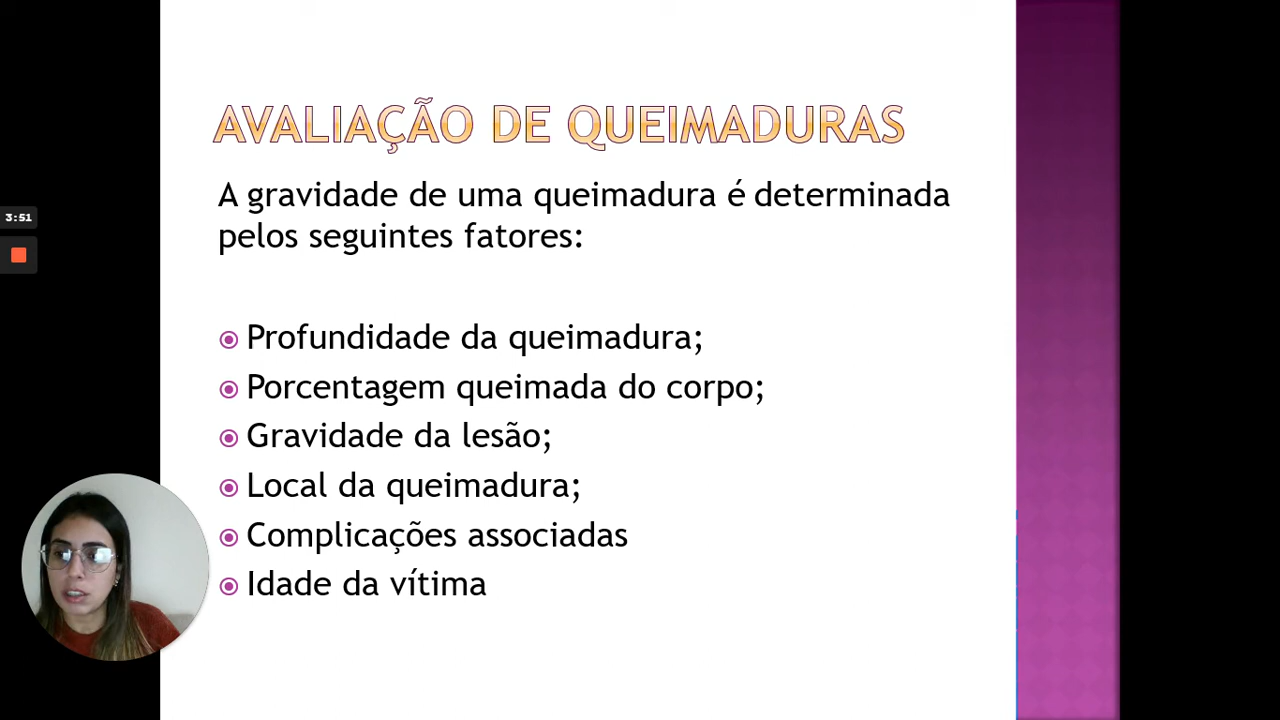 AVALIAÇÃO DE QUEIMADURAS
A gravidade de uma queimadura é determinada
pelos seguintes fatores:
3:51
Profundidade da queimadura;
Porcentagem queimada do corpo;
Gravidade da lesão;
Local da queimadura;
Complicações associadas
Idade da vítima